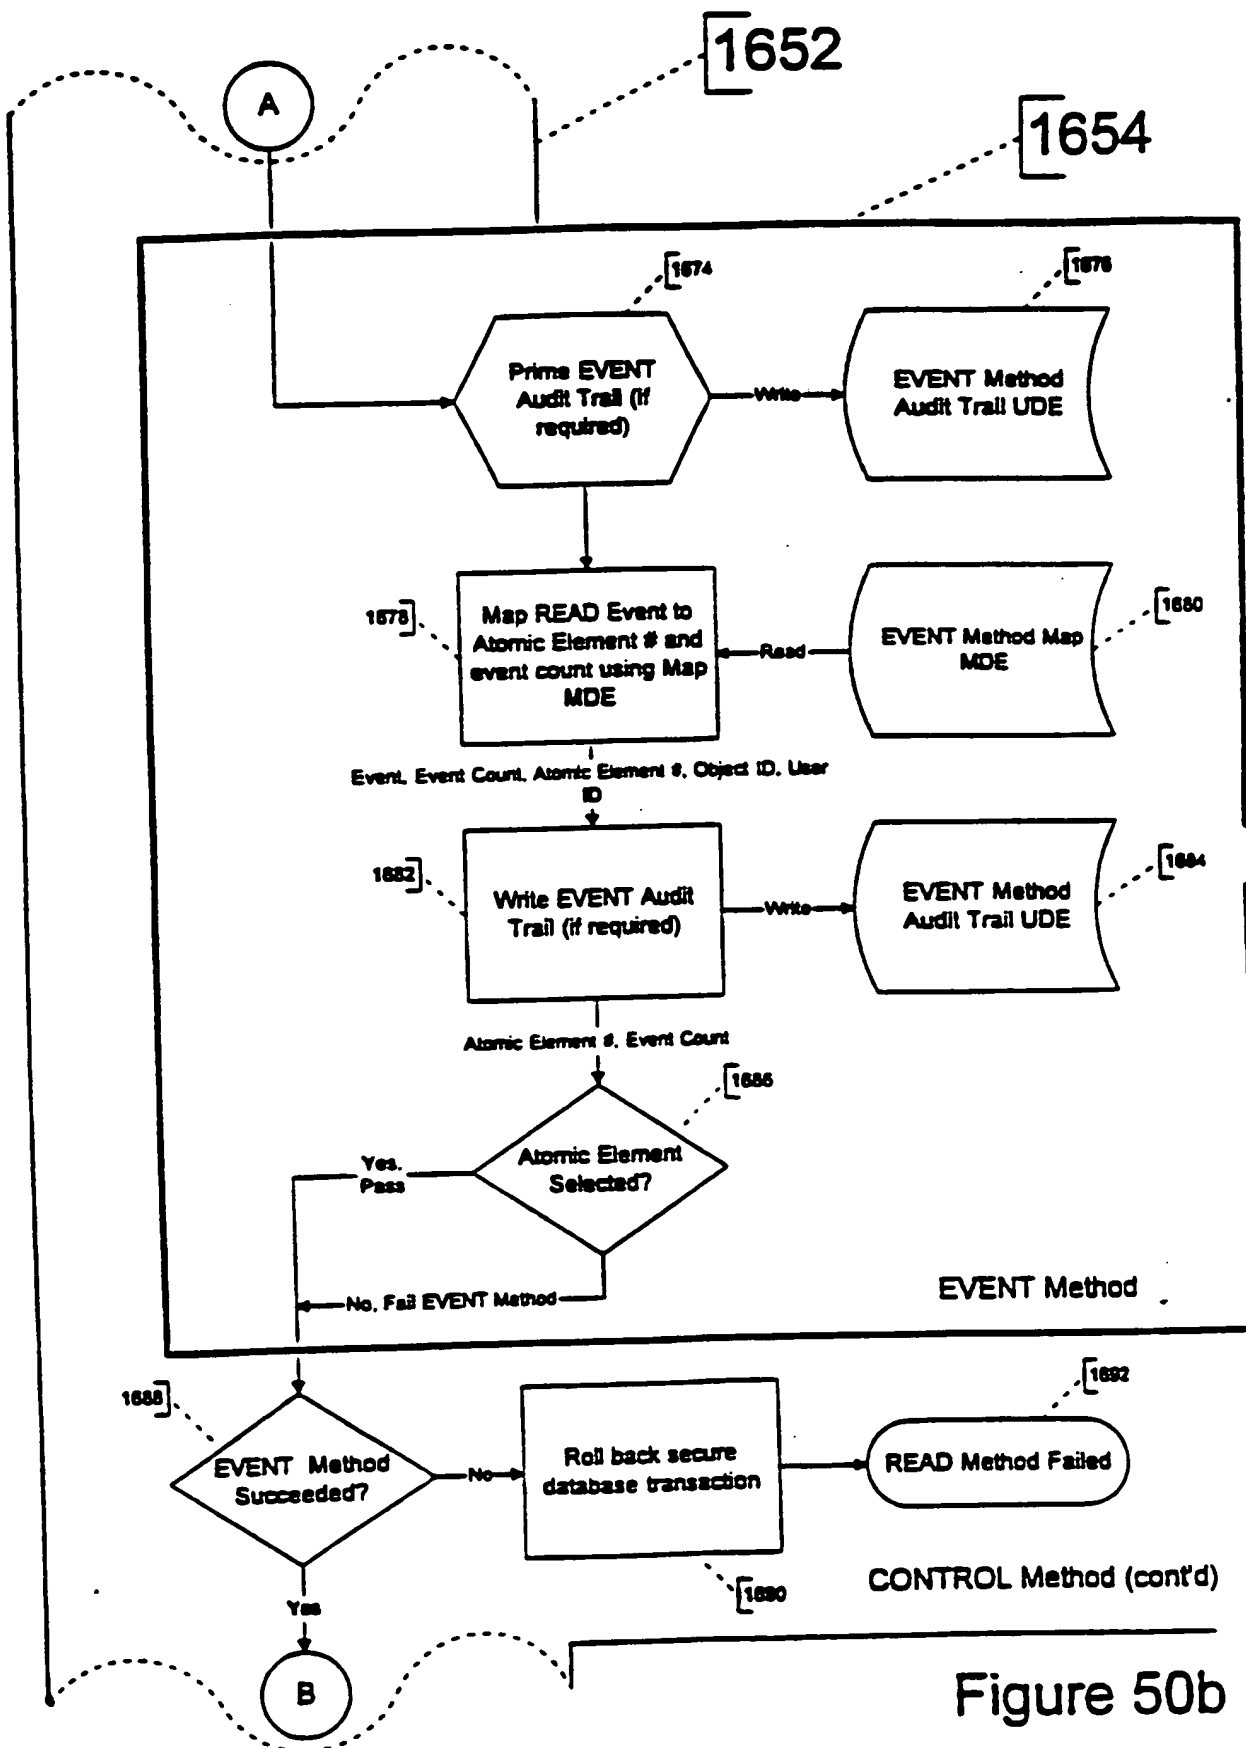 1652
A
1654
1674
1676
Prime EVENT
Audit Trail (if
required)
Write
EVENT Method
Audit Trail UDE
1678
Map READ Event to
Atomic Element # and
event count using Map
MDE
Read
EVENT Method Map
MDE
1680
Event, Event Count, Atomic Element #, Object ID, User
ID
1682
Write EVENT Audit
Trail (if required)
Write
EVENT Method
Audit Trail UDE
1684
Atomic Element #, Event Count
1686
Yes,
Pass
Atomic Element
Selected?
No, Fail EVENT Method
EVENT Method
1688
EVENT Method
Succeeded?
No
Roll back secure
database transaction
1692
READ Method Failed
1690
CONTROL Method (cont'd)
Yes
B
Figure 50b